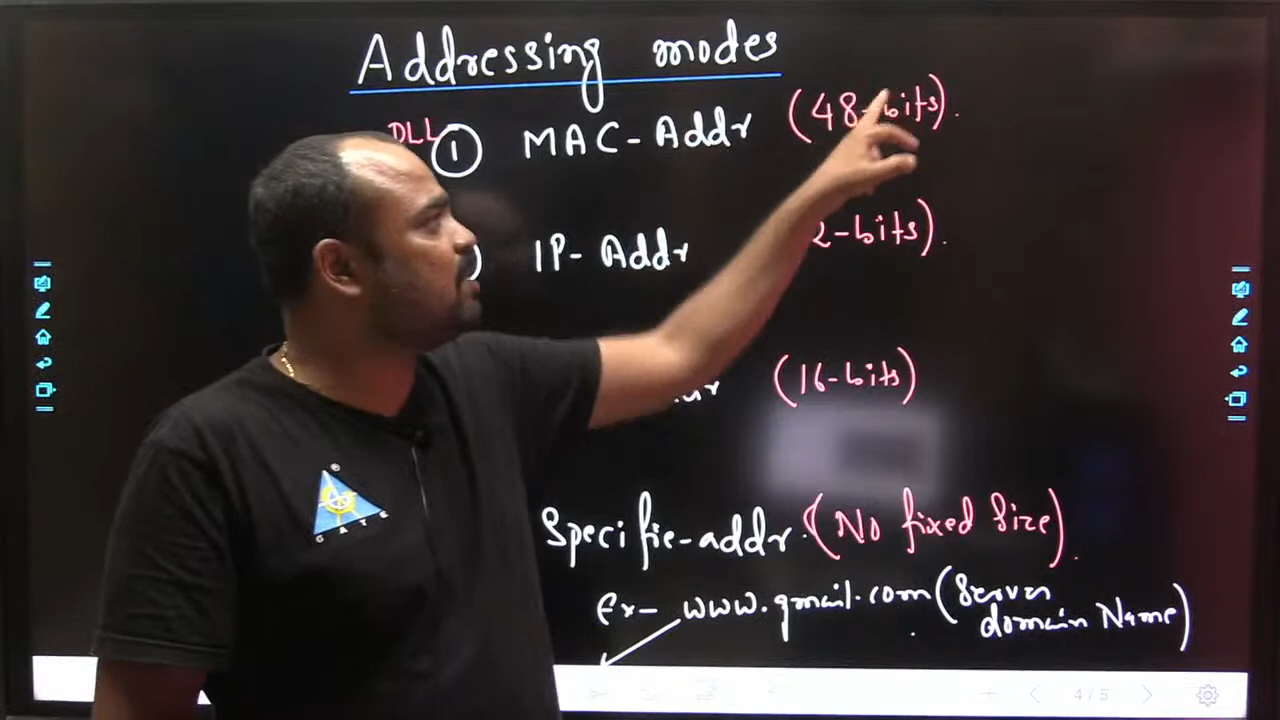 Addressing modes
DLL
1 MAC-Addr (48-bits).
IP-Addr 2-bits).
(16-bits)
Specific-addr. (No fixed Size).
Ex- www.gmail.com (Server
domain Name)
GATE
4/5